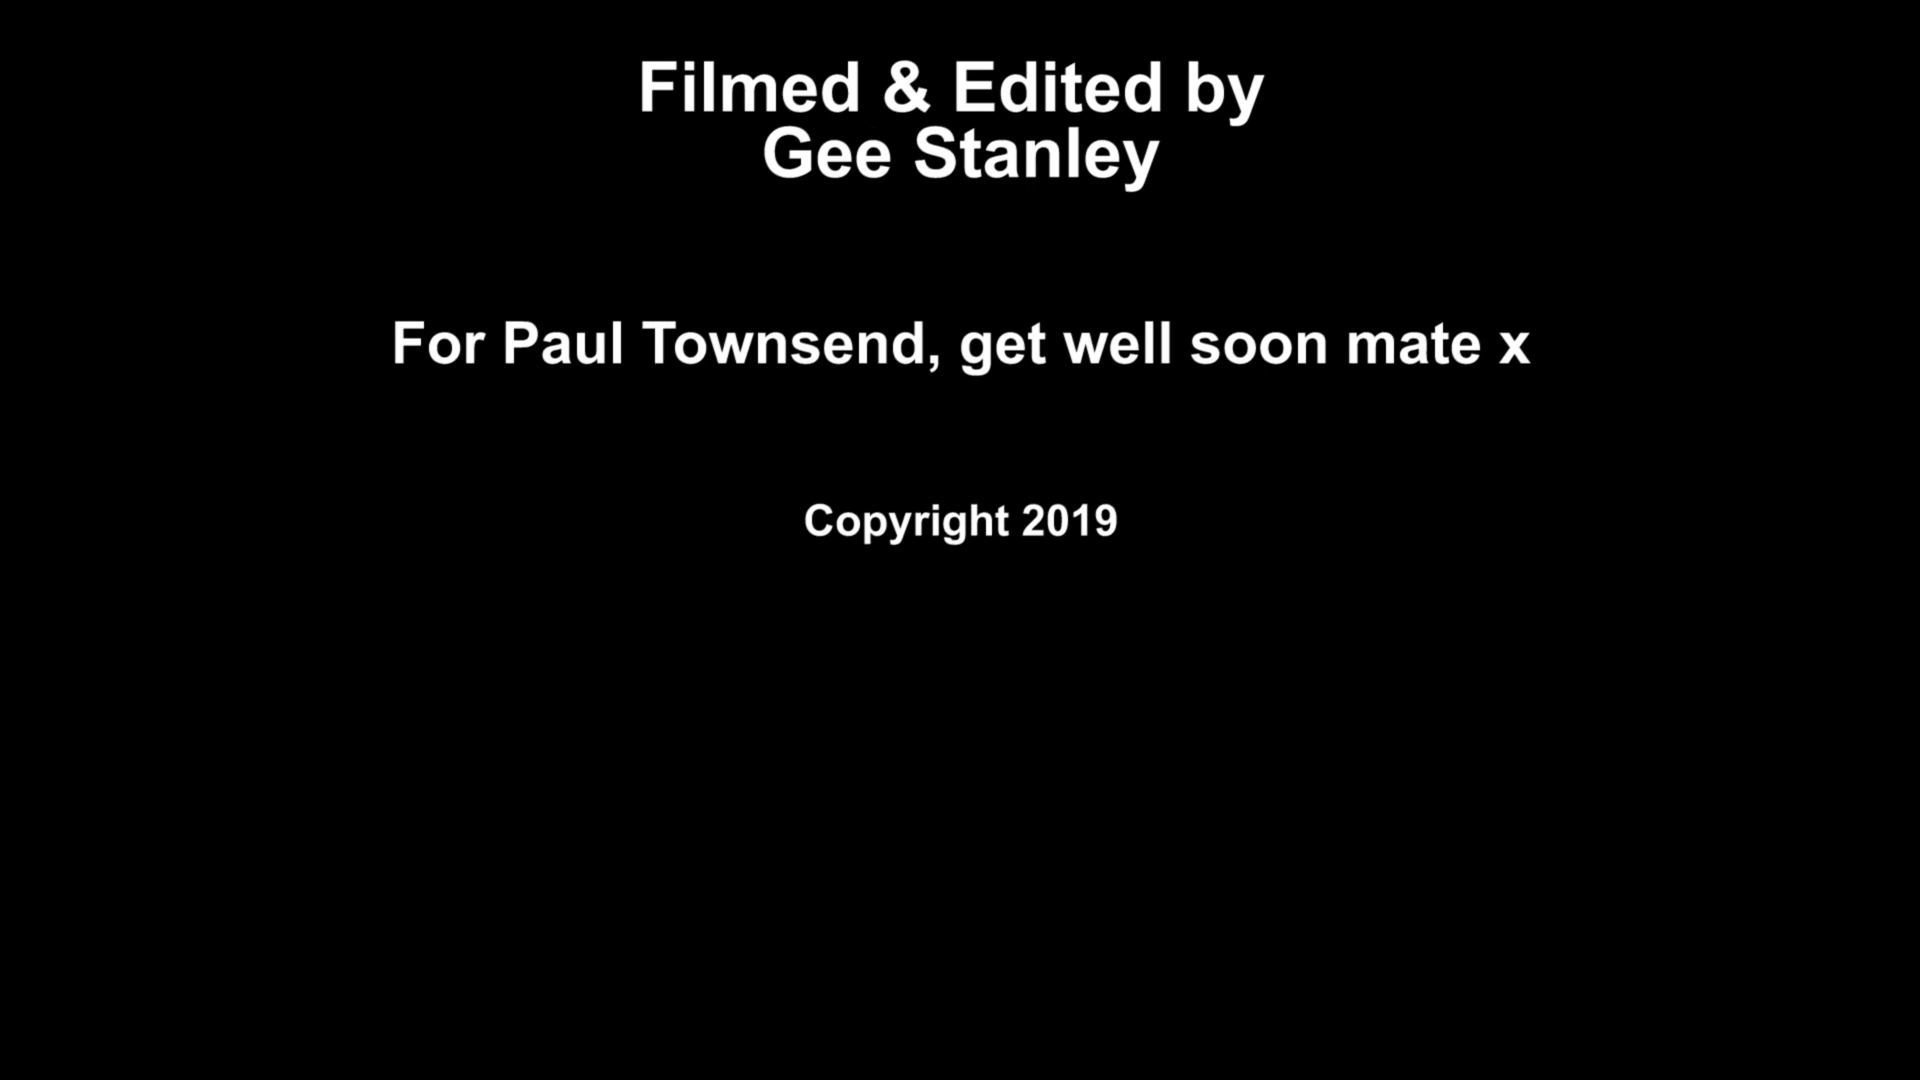 Filmed & Edited by
Gee Stanley
For Paul Townsend, get well soon mate x
Copyright 2019